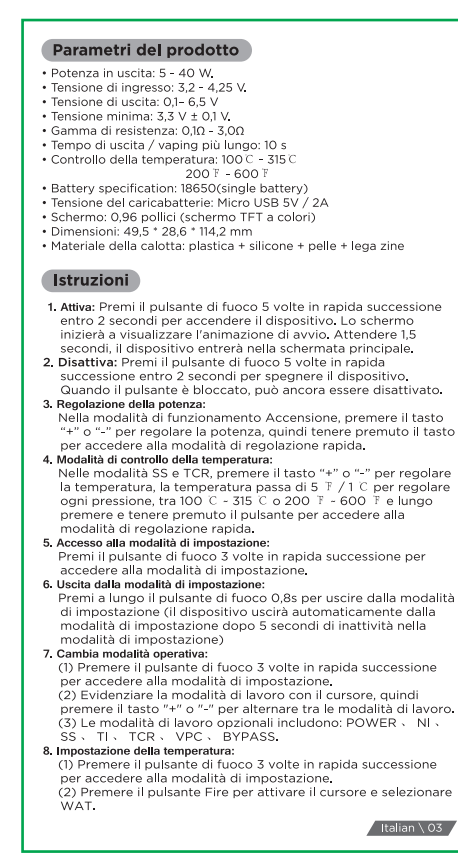 Parametri del prodotto
• Potenza in uscita: 5 - 40 W.
• Tensione di ingresso: 3,2 - 4,25 V.
• Tensione di uscita: 0,1– 6,5 V
• Tensione minima: 3,3 V ± 0,1 V.
• Gamma di resistenza: 0,1Ω - 3,0Ω
• Tempo di uscita / vaping più lungo: 10 s
• Controllo della temperatura: 100℃ - 315℃
200 ℉ - 600℉
• Battery specification: 18650(single battery)
• Tensione del caricabatterie: Micro USB 5V / 2A
• Schermo: 0,96 pollici (schermo TFT a colori)
• Dimensioni: 49,5 * 28,6 * 114,2 mm
• Materiale della calotta: plastica + silicone + pelle + lega zine
Istruzioni
1. Attiva: Premi il pulsante di fuoco 5 volte in rapida successione
entro 2 secondi per accendere il dispositivo. Lo schermo
inizierà a visualizzare l'animazione di avvio. Attendere 1,5
secondi, il dispositivo entrerà nella schermata principale.
2. Disattiva: Premi il pulsante di fuoco 5 volte in rapida
successione entro 2 secondi per spegnere il dispositivo.
Quando il pulsante è bloccato, può ancora essere disattivato.
3. Regolazione della potenza:
Nella modalità di funzionamento Accensione, premere il tasto
“+” o “-” per regolare la potenza, quindi tenere premuto il tasto
per accedere alla modalità di regolazione rapida.
4. Modalità di controllo della temperatura:
Nelle modalità SS e TCR, premere il tasto “+” o “-” per regolare
la temperatura, la temperatura passa di 5 ℉ / 1 ℃ per regolare
ogni pressione, tra 100 ℃ - 315 ℃ o 200 ℉ - 600 ℉ e lungo
premere e tenere premuto il pulsante per accedere alla
modalità di regolazione rapida.
5. Accesso alla modalità di impostazione:
Premi il pulsante di fuoco 3 volte in rapida successione per
accedere alla modalità di impostazione.
6. Uscita dalla modalità di impostazione:
Premi a lungo il pulsante di fuoco 0,8s per uscire dalla modalità
di impostazione (il dispositivo uscirà automaticamente dalla
modalità di impostazione dopo 5 secondi di inattività nella
modalità di impostazione)
7. Cambia modalità operativa:
(1) Premere il pulsante di fuoco 3 volte in rapida successione
per accedere alla modalità di impostazione.
(2) Evidenziare la modalità di lavoro con il cursore, quindi
premere il tasto "+" o "-" per alternare tra le modalità di lavoro.
(3) Le modalità di lavoro opzionali includono: POWER 、 NI 、
SS 、 TI 、 TCR 、 VPC 、 BYPASS.
8. Impostazione della temperatura:
(1) Premere il pulsante di fuoco 3 volte in rapida successione
per accedere alla modalità di impostazione.
(2) Premere il pulsante Fire per attivare il cursore e selezionare
WAT.
Italian \ 03